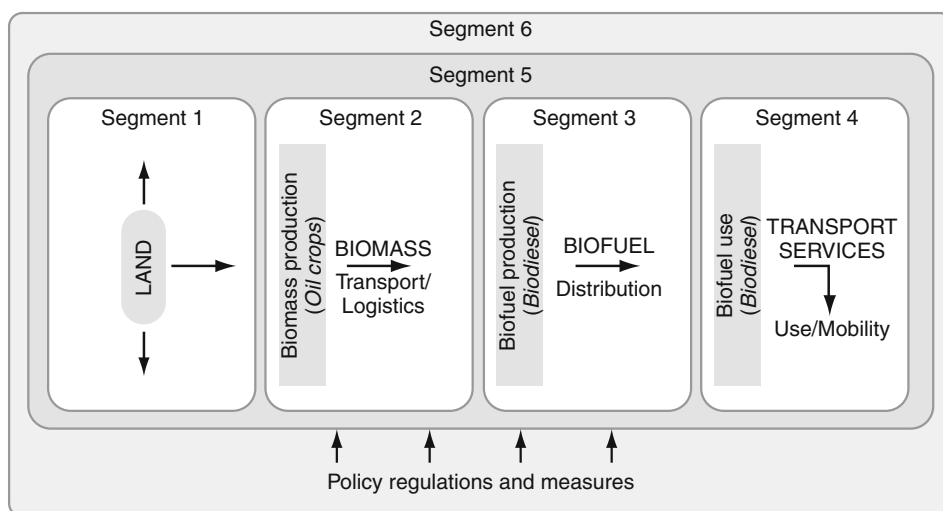 Segment 6
Segment 5
Segment 1
LAND
Segment 2
Biomass production
(Oil crops)
BIOMASS
Transport/
Logistics
Segment 3
Biofuel production
(Biodiesel)
BIOFUEL
Distribution
Segment 4
Biofuel use
(Biodiesel)
TRANSPORT
SERVICES
Use/Mobility
Policy regulations and measures